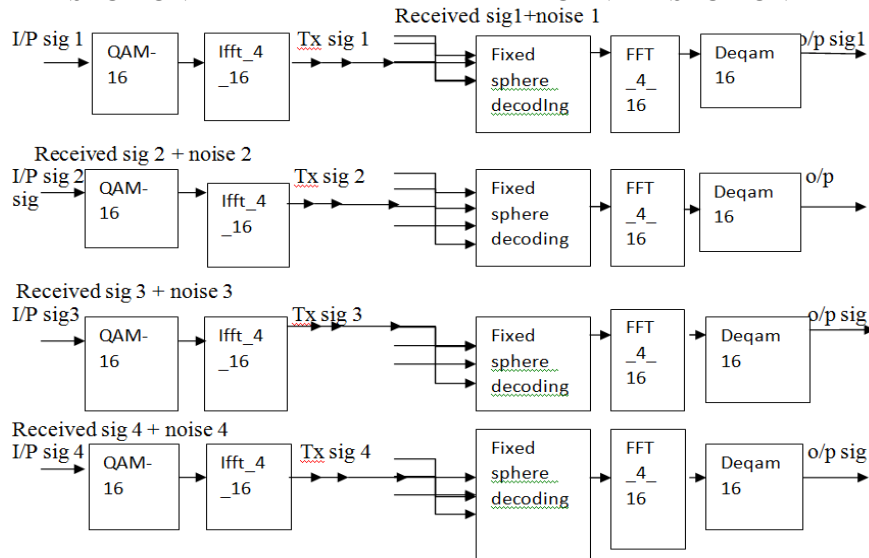 Received sig1+noise 1
I/P sig 1
QAM-
16
Ifft_4
_16
Tx sig 1
Fixed
sphere
decodIng
FFT
_4_
16
Deqam
16
o/p sig1
Received sig 2 + noise 2
I/P sig 2
sig
QAM-
16
Ifft_4
_16
Tx sig 2
Fixed
sphere
decoding
FFT
_4_
16
Deqam
16
o/p
Received sig 3 + noise 3
I/P sig3
QAM-
16
Ifft_4
_16
Tx sig 3
Fixed
sphere
decoding
FFT
_4_
16
Deqam
16
o/p sig
Received sig 4 + noise 4
I/P sig 4
QAM-
16
Ifft_4
_16
Tx sig 4
Fixed
sphere
decoding
FFT
_4_
16
Deqam
16
o/p sig